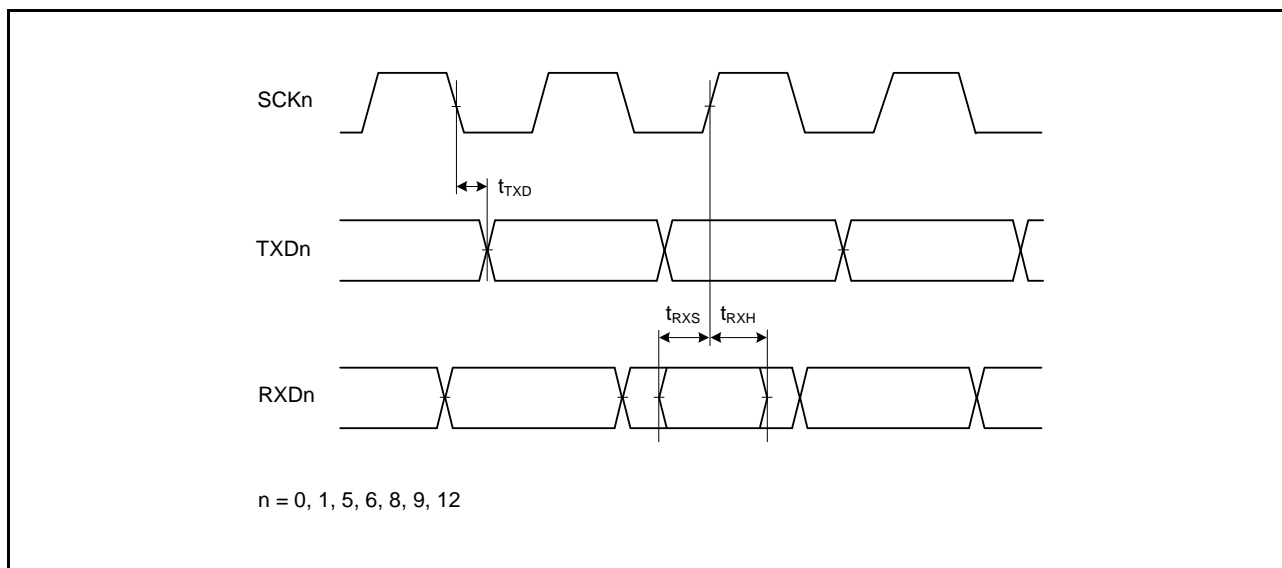 SCKn
tTXD
TXDn
tRXS tRXH
RXDn
n = 0, 1, 5, 6, 8, 9, 12